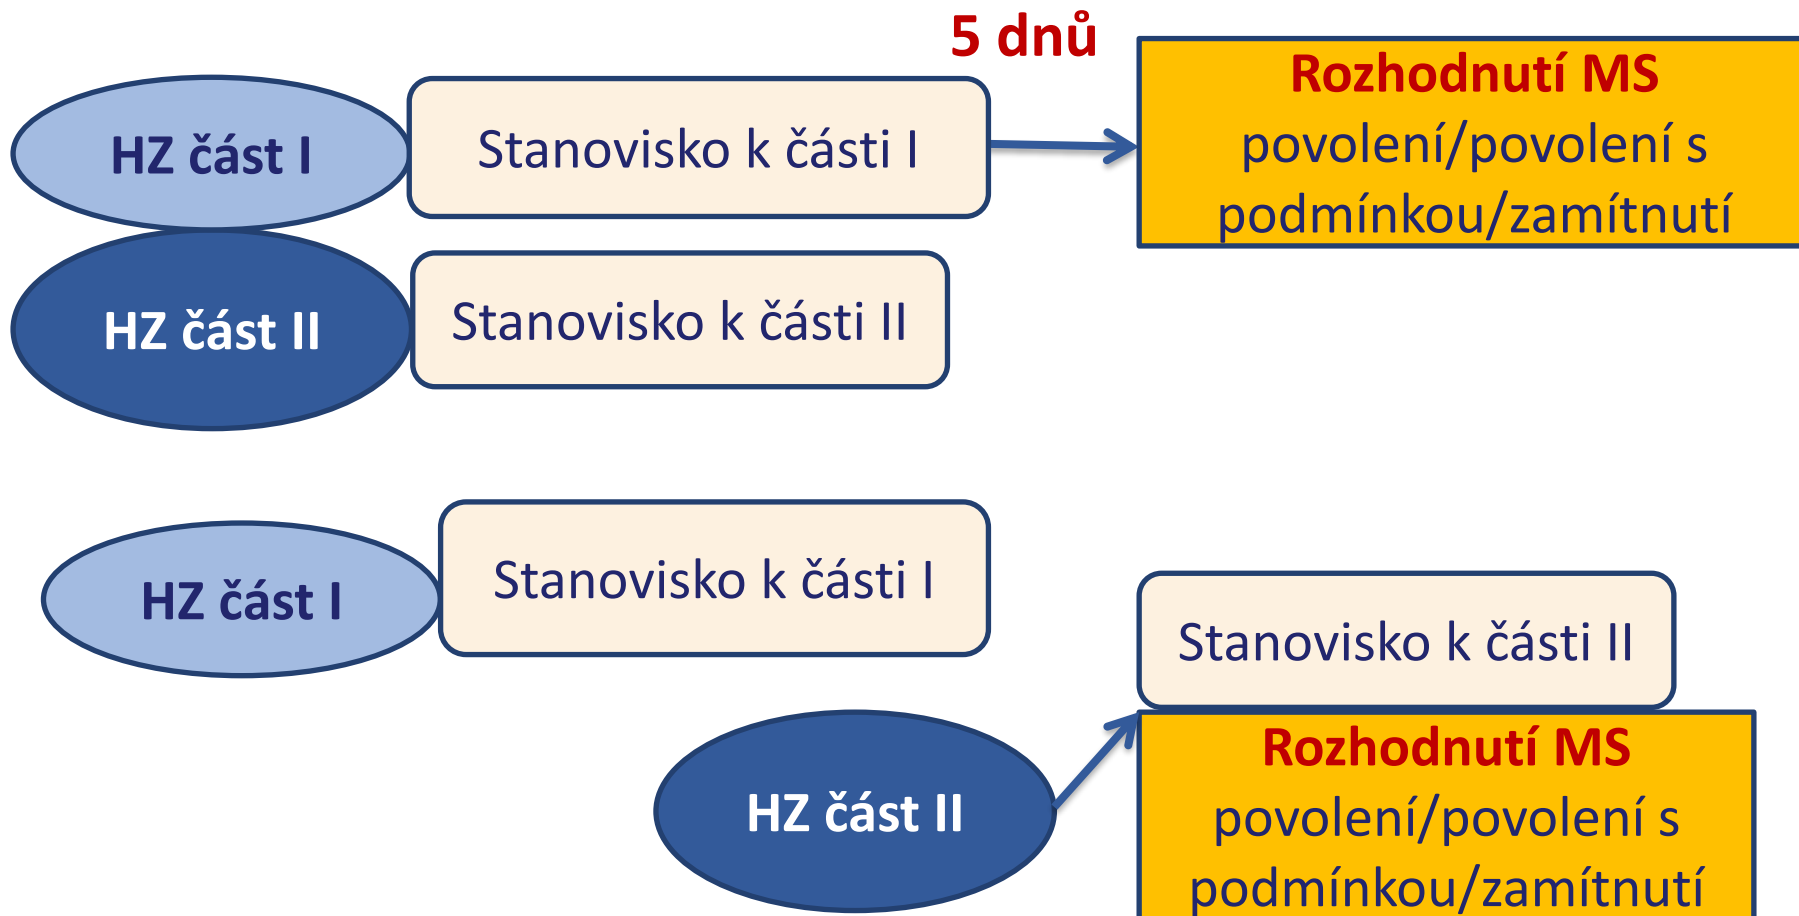 5 dnů
Rozhodnutí MS
povolení/povolení s
podmínkou/zamítnutí
HZ část I
Stanovisko k části I
HZ část II
Stanovisko k části II
HZ část I
Stanovisko k části I
Stanovisko k části II
HZ část II
Rozhodnutí MS
povolení/povolení s
podmínkou/zamítnutí